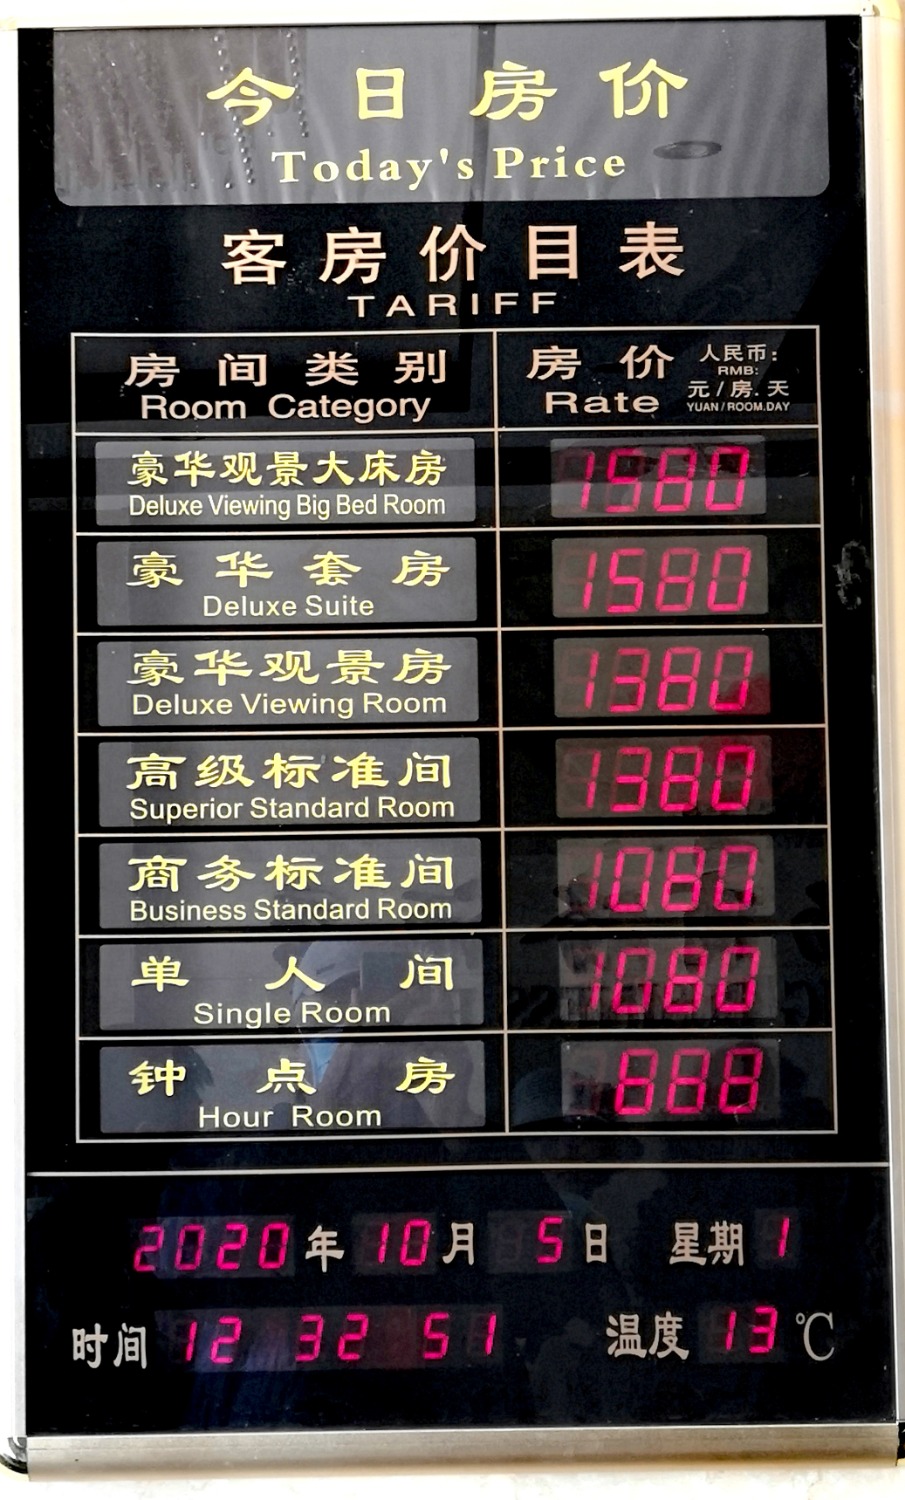 今日房价
Today's Price
客房价目表
TARIFF
房间类别 房价 人民币:
RMB:
Room Category Rate 元/房.天
YUAN/ROOM.DAY
豪华观景大床房 1580
Deluxe Viewing Big Bed Room
豪华套房 1580
Deluxe Suite
豪华观景房 1380
Deluxe Viewing Room
高级标准间 1380
Superior Standard Room
商务标准间 1080
Business Standard Room
单人间 1080
Single Room
钟点房 888
Hour Room
2020年10月5日 星期1
时间 12 32 51 温度 13℃